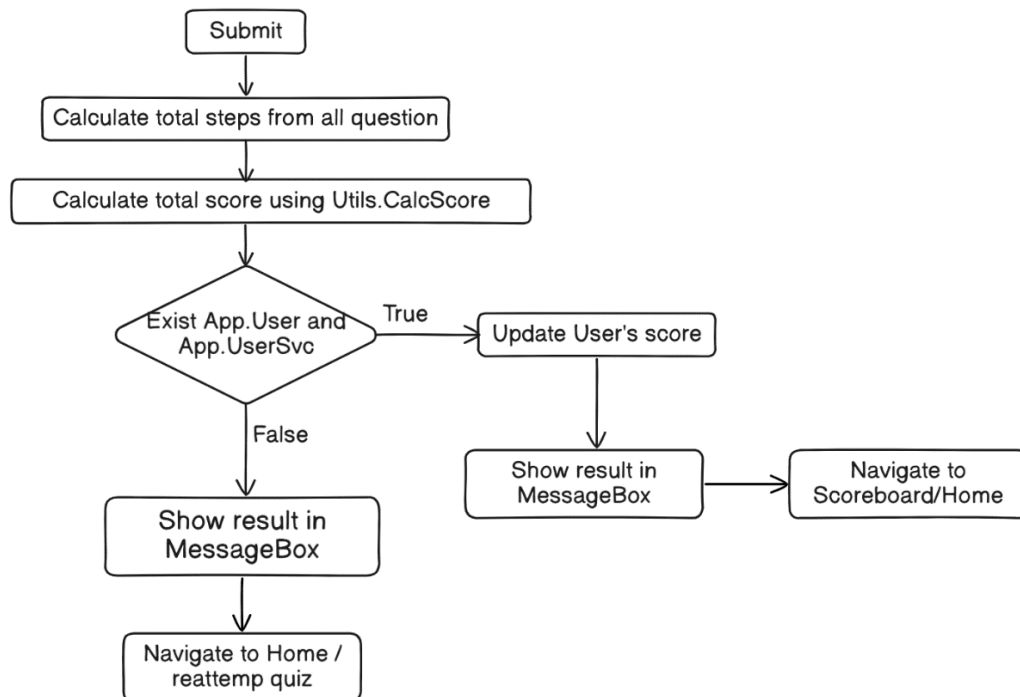 Submit
Calculate total steps from all question
Calculate total score using Utils.CalcScore
Exist App.User and
App.UserSvc
True
Update User's score
False
Show result in
MessageBox
Navigate to
Scoreboard/Home
Show result in
MessageBox
Navigate to Home /
reattemp quiz